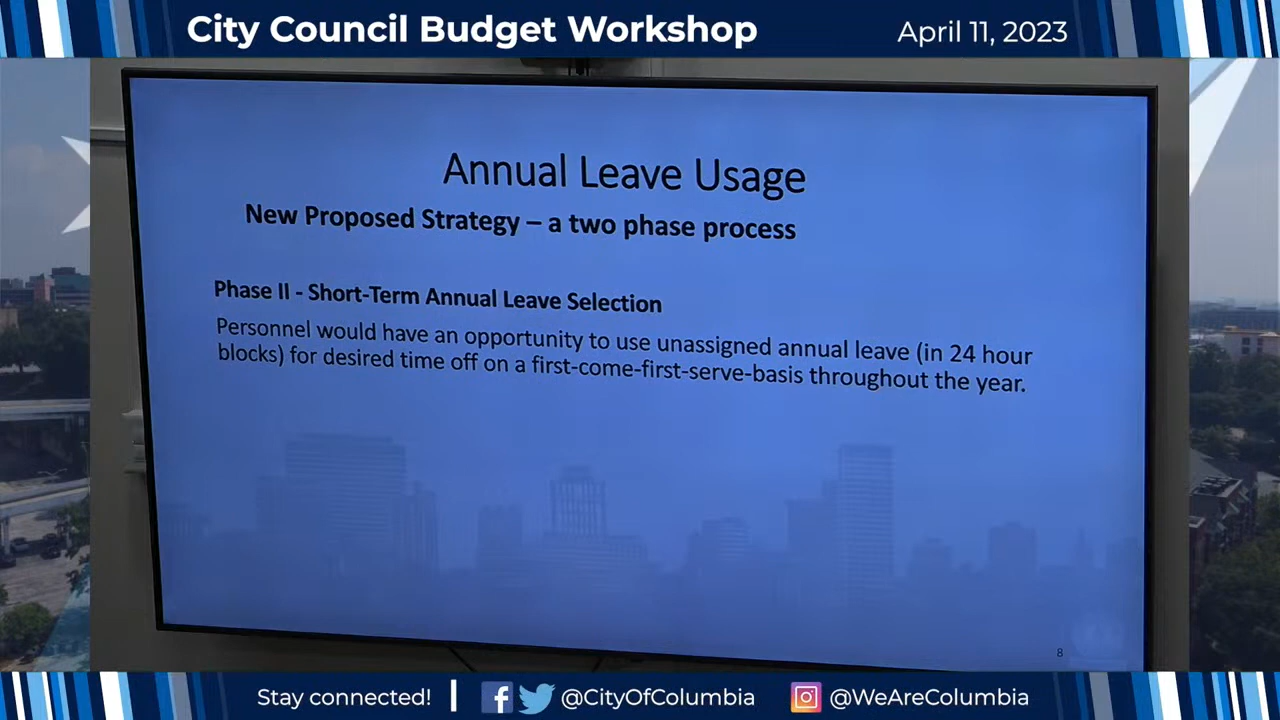 City Council Budget Workshop
April 11, 2023
Annual Leave Usage
New Proposed Strategy – a two phase process
Phase II - Short-Term Annual Leave Selection
Personnel would have an opportunity to use unassigned annual leave (in 24 hour
blocks) for desired time off on a first-come-first-serve-basis throughout the year.
8
Stay connected!
@CityOfColumbia
@WeAreColumbia